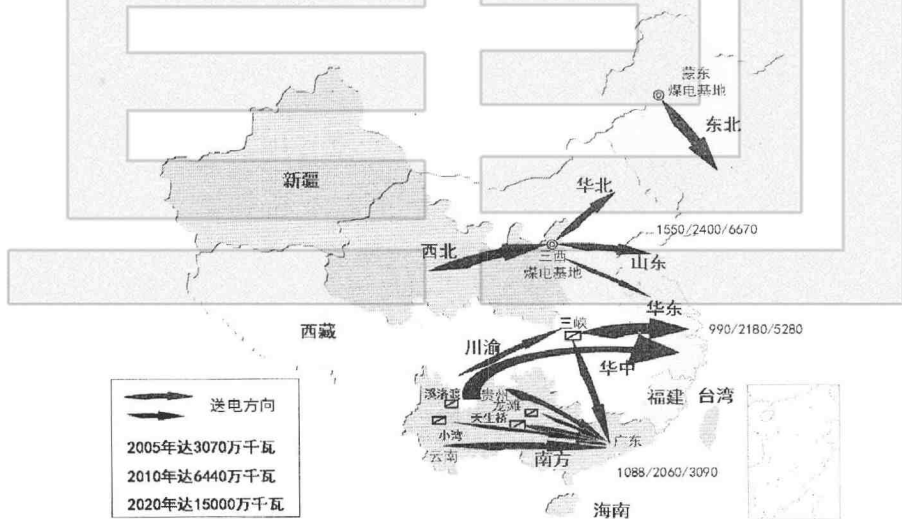 蒙东
煤电基地
东北
新疆
华北
1550/2400/6670
西北
三西
煤电基地
山东
华东
三峡
990/2180/5280
西藏
川渝
华中
福建
台湾
溪洛渡
贵州
龙滩
天生桥
小湾
云南
南方
广东
1088/2060/3090
海南
送电方向
2005年达3070万千瓦
2010年达6440万千瓦
2020年达15000万千瓦